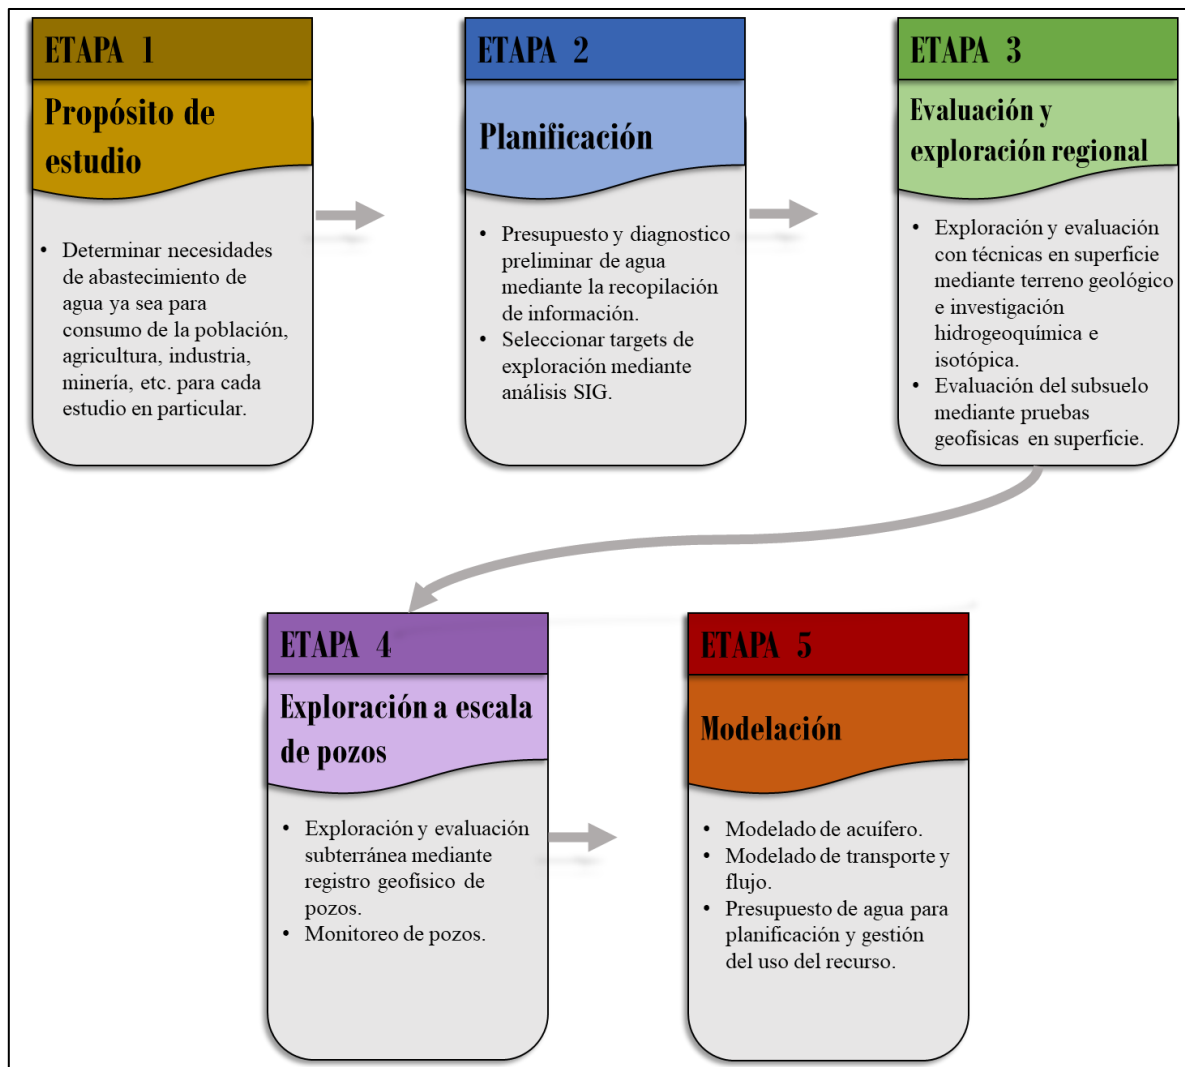 ETAPA 1
Propósito de
estudio
• Determinar necesidades
de abastecimiento de
agua ya sea para
consumo de la población,
agricultura, industria,
minería, etc. para cada
estudio en particular.
ETAPA 2
Planificación
• Presupuesto y diagnostico
preliminar de agua
mediante la recopilación
de información.
• Seleccionar targets de
exploración mediante
análisis SIG.
ETAPA 3
Evaluación y
exploración regional
• Exploración y evaluación
con técnicas en superficie
mediante terreno geológico
e investigación
hidrogeoquímica e
isotópica.
• Evaluación del subsuelo
mediante pruebas
geofisicas en superficie.
ETAPA 4
Exploración a escala
de pozos
• Exploración y evaluación
subterránea mediante
registro geofísico de
pozos.
• Monitoreo de pozos.
ETAPA 5
Modelación
• Modelado de acuífero.
• Modelado de transporte y
flujo.
• Presupuesto de agua para
planificación y gestión
del uso del recurso.